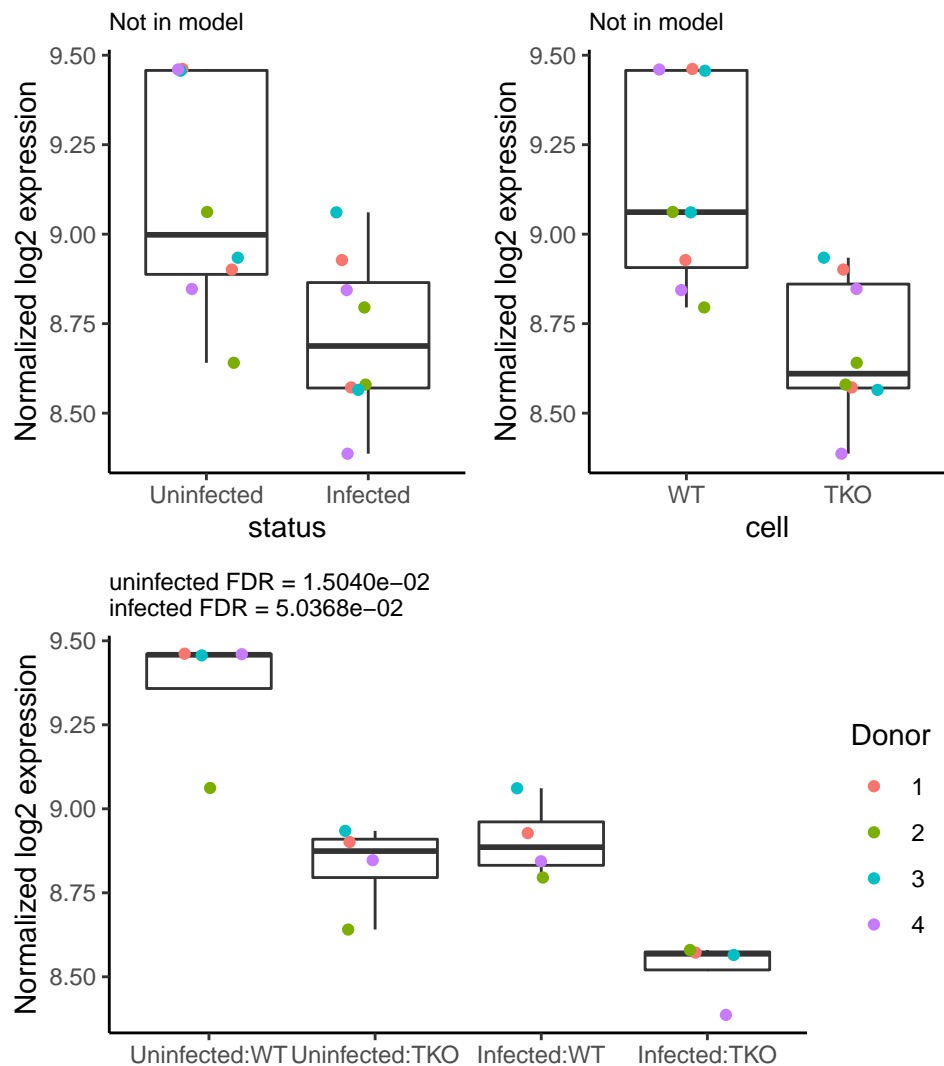 Not in model
Normalized log2 expression
9.50
9.25
9.00
8.75
8.50
Uninfected Infected
status
Not in model
Normalized log2 expression
9.50
9.25
9.00
8.75
8.50
WT TKO
cell
uninfected FDR = 1.5040e−02
infected FDR = 5.0368e−02
Normalized log2 expression
9.50
9.25
9.00
8.75
8.50
Uninfected:WT Uninfected:TKO Infected:WT Infected:TKO
Donor
1
2
3
4